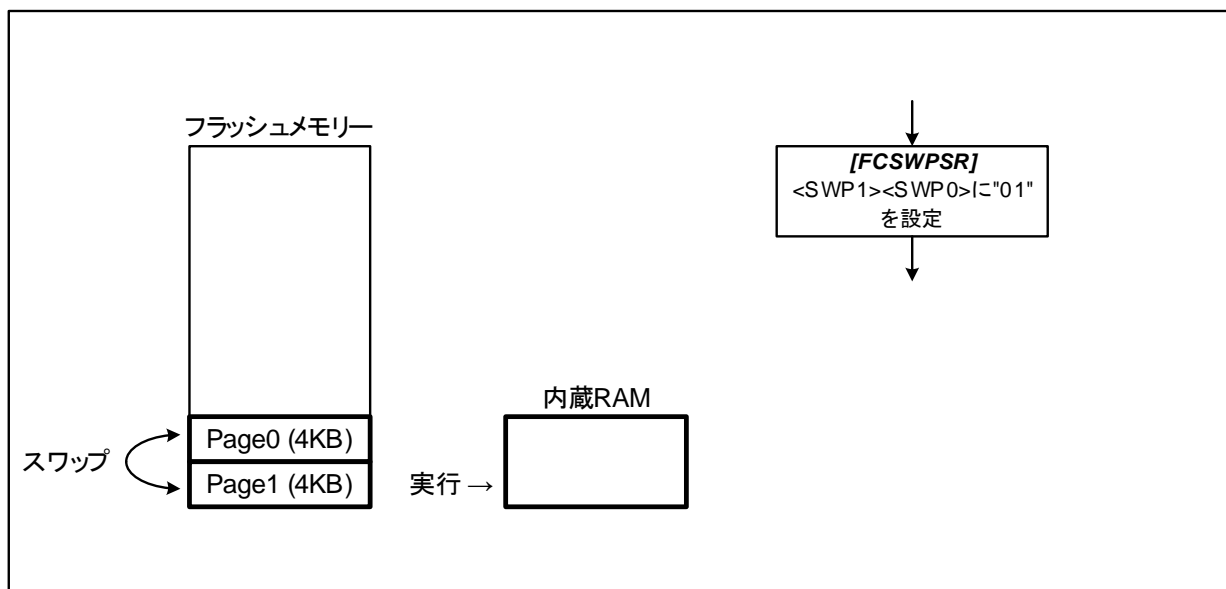 フラッシュメモリー
[FCSWPSR]
<SWP1><SWP0>に"01"
を設定
内蔵RAM
Page0 (4KB)
スワップ
Page1 (4KB)
実行 →